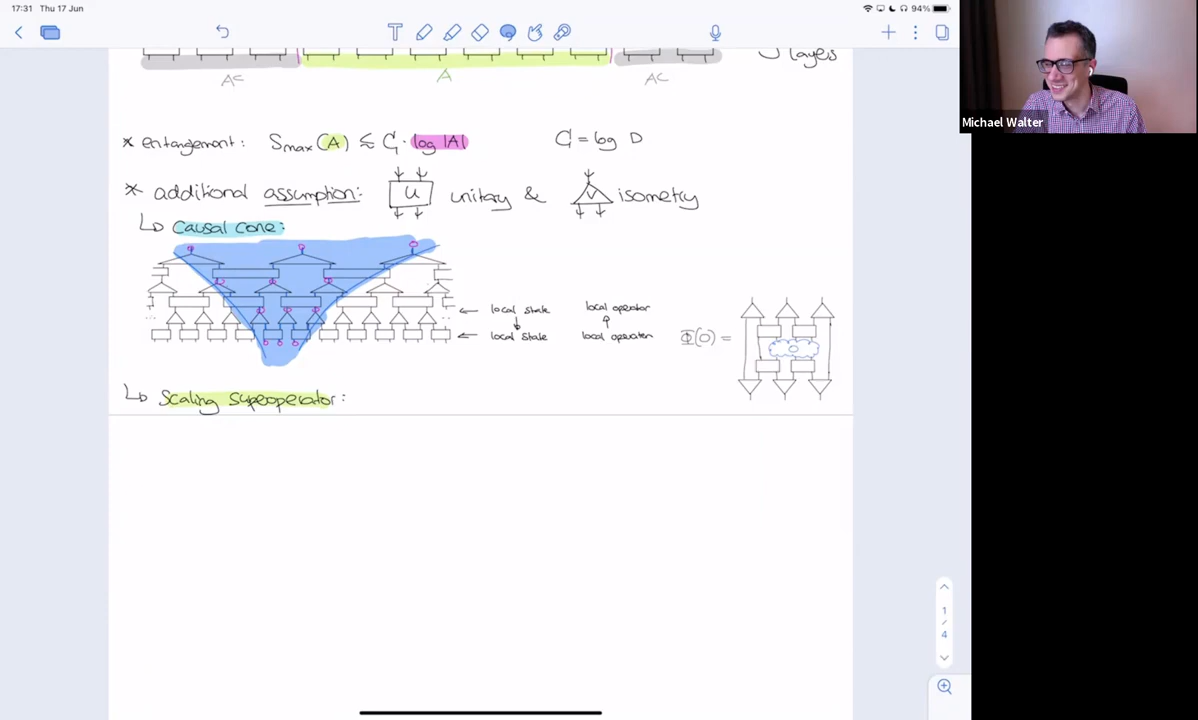 17:31 Thu 17 Jun
94%
3 layers
A^c A A^c
* entanglement: S_max(A) ≲ G · log |A| G = log D
* additional assumption: U unitary & V isometry
↳ Causal cone:
← local state local operator
← local state local operator
Φ(O) =
O
↳ Scaling superoperator:
1
/
4
Michael Walter